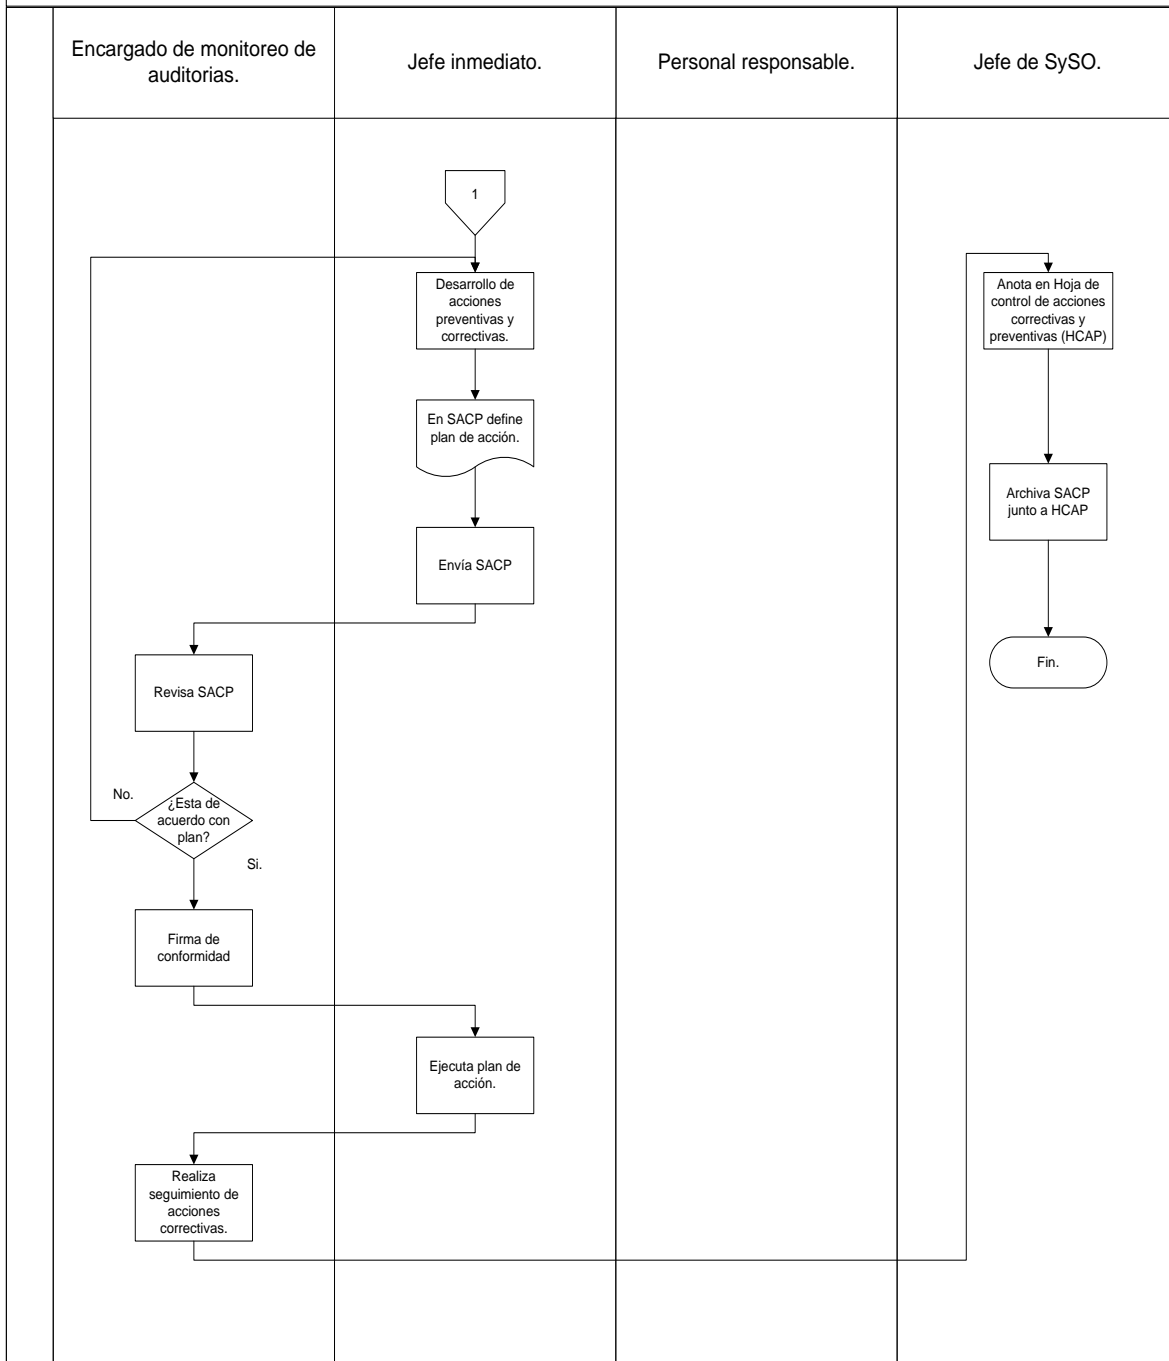 Encargado de monitoreo de
auditorias.
Jefe inmediato.
Personal responsable.
Jefe de SySO.
1
Desarrollo de
acciones
preventivas y
correctivas.
En SACP define
plan de acción.
Envía SACP
Revisa SACP
No.
¿Esta de
acuerdo con
plan?
Si.
Firma de
conformidad
Ejecuta plan de
acción.
Realiza
seguimiento de
acciones
correctivas.
Anota en Hoja de
control de acciones
correctivas y
preventivas (HCAP)
Archiva SACP
junto a HCAP
Fin.